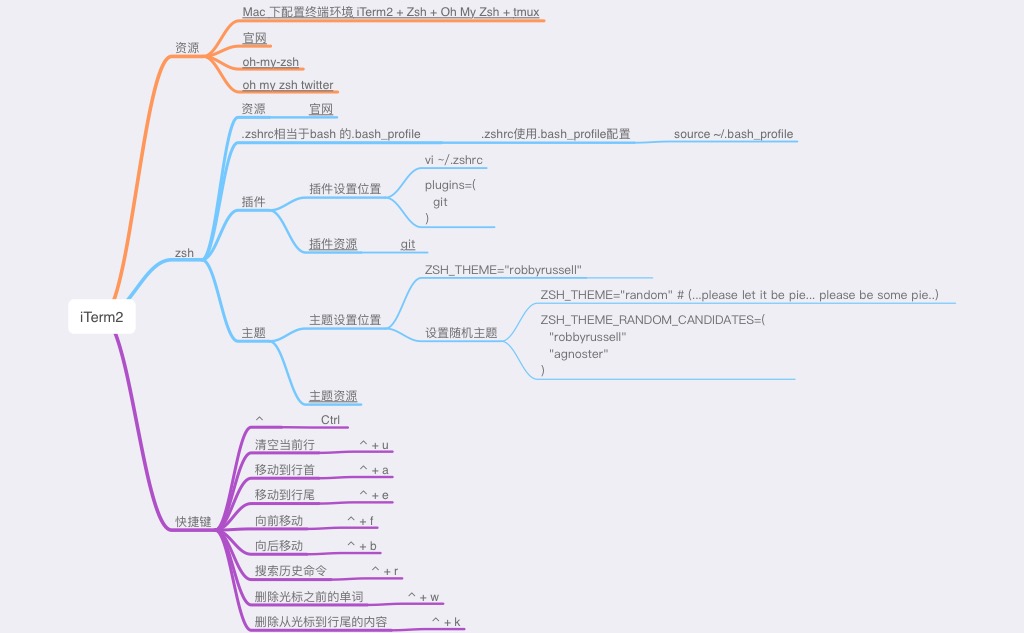 Mac 下配置终端环境 iTerm2 + Zsh + Oh My Zsh + tmux
资源
官网
oh-my-zsh
oh my zsh twitter
资源 官网
.zshrc相当于bash 的.bash_profile .zshrc使用.bash_profile配置 source ~/.bash_profile
vi ~/.zshrc
插件设置位置
plugins=(
git
)
插件
插件资源 git
zsh
ZSH_THEME="robbyrussell"
ZSH_THEME="random" # (...please let it be pie... please be some pie..)
iTerm2
主题设置位置
主题
设置随机主题
ZSH_THEME_RANDOM_CANDIDATES=(
"robbyrussell"
"agnoster"
)
主题资源
^ Ctrl
清空当前行 ^ + u
移动到行首 ^ + a
移动到行尾 ^ + e
快捷键
向前移动 ^ + f
向后移动 ^ + b
搜索历史命令 ^ + r
删除光标之前的单词 ^ + w
删除从光标到行尾的内容 ^ + k